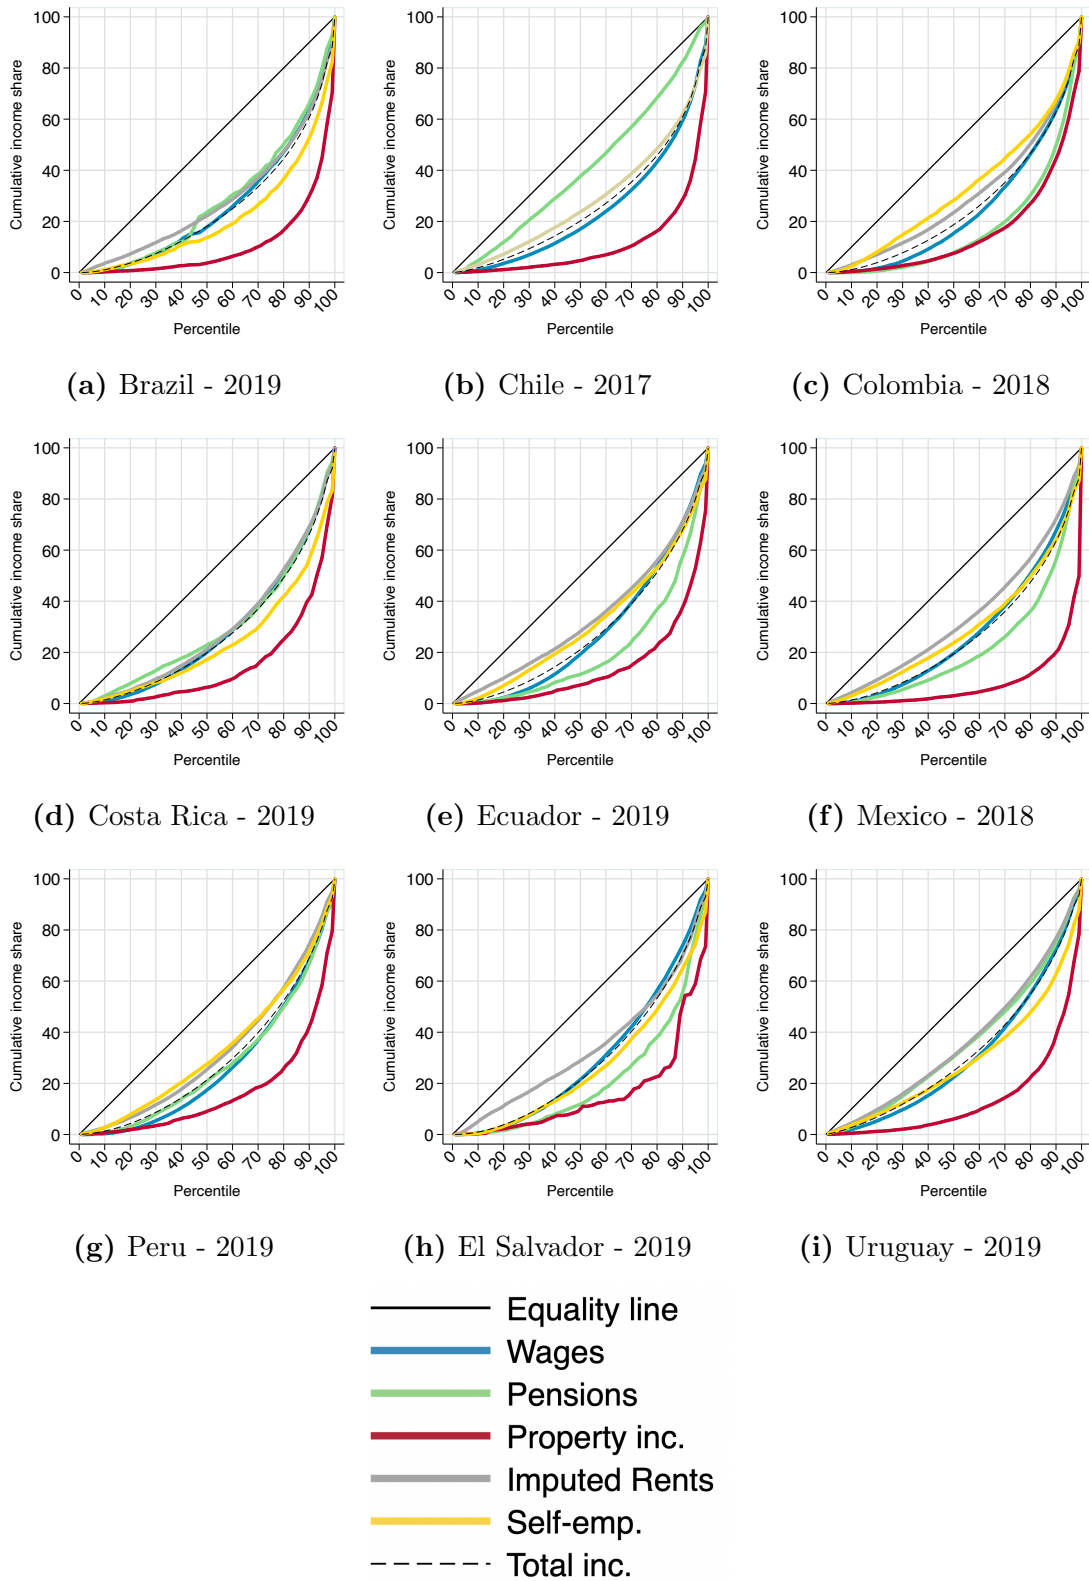 100
80
60
40
20
0
Cumulative income share
0 10 20 30 40 50 60 70 80 90 100
Percentile
(a) Brazil - 2019
100
80
60
40
20
0
Cumulative income share
0 10 20 30 40 50 60 70 80 90 100
Percentile
(b) Chile - 2017
100
80
60
40
20
0
Cumulative income share
0 10 20 30 40 50 60 70 80 90 100
Percentile
(c) Colombia - 2018
100
80
60
40
20
0
Cumulative income share
0 10 20 30 40 50 60 70 80 90 100
Percentile
(d) Costa Rica - 2019
100
80
60
40
20
0
Cumulative income share
0 10 20 30 40 50 60 70 80 90 100
Percentile
(e) Ecuador - 2019
100
80
60
40
20
0
Cumulative income share
0 10 20 30 40 50 60 70 80 90 100
Percentile
(f) Mexico - 2018
100
80
60
40
20
0
Cumulative income share
0 10 20 30 40 50 60 70 80 90 100
Percentile
(g) Peru - 2019
100
80
60
40
20
0
Cumulative income share
0 10 20 30 40 50 60 70 80 90 100
Percentile
(h) El Salvador - 2019
100
80
60
40
20
0
Cumulative income share
0 10 20 30 40 50 60 70 80 90 100
Percentile
(i) Uruguay - 2019
Equality line
Wages
Pensions
Property inc.
Imputed Rents
Self-emp.
Total inc.